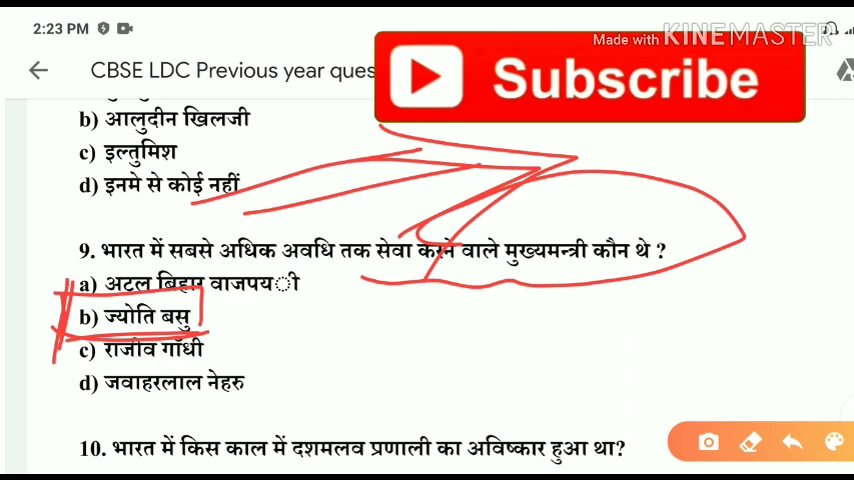 2:23 PM
Made with KINEMASTER
CBSE LDC Previous year ques
Subscribe
b) आलुदीन खिलजी
c) इल्तुमिश
d) इनमे से कोई नहीं
9. भारत में सबसे अधिक अवधि तक सेवा करने वाले मुख्यमन्त्री कौन थे ?
a) अटल बिहार वाजपयी
b) ज्योति बसु
c) राजीव गाँधी
d) जवाहरलाल नेहरु
10. भारत में किस काल में दशमलव प्रणाली का अविष्कार हुआ था?